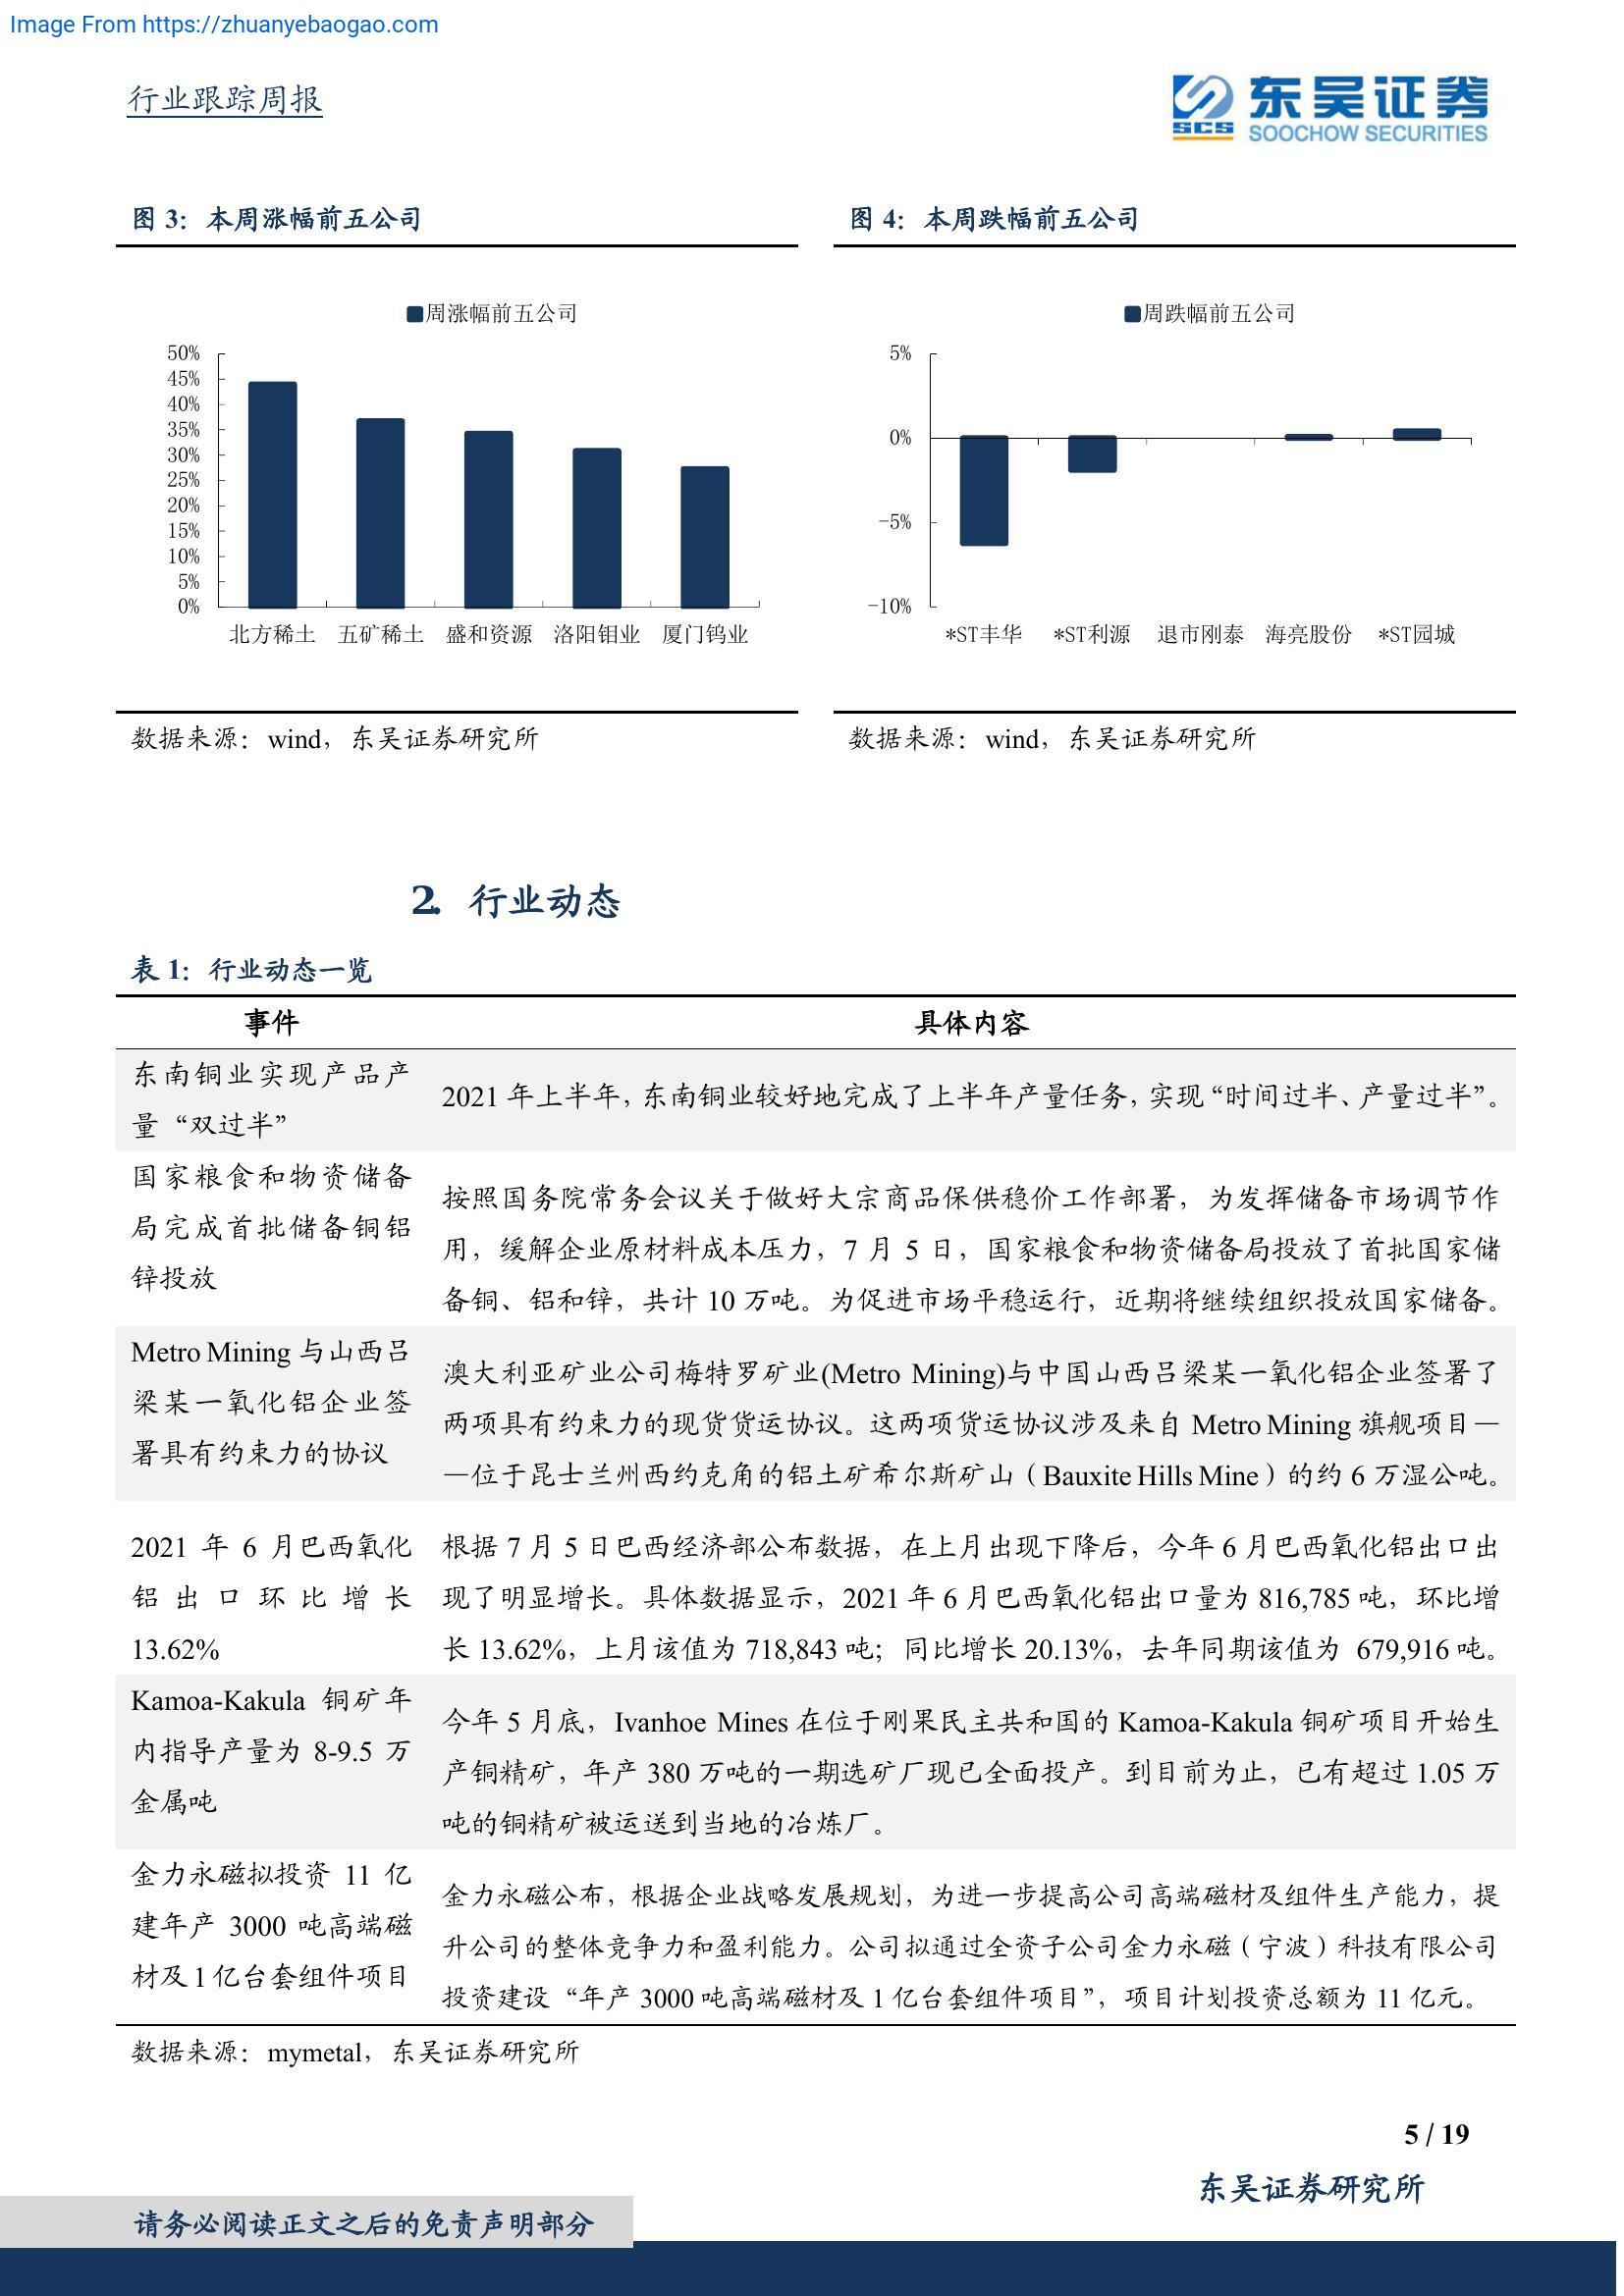 Image From https://zhuanyebaogao.com
行业跟踪周报
东吴证券
SCS
SOOCHOW SECURITIES
图 3：本周涨幅前五公司
周涨幅前五公司
50%
45%
40%
35%
30%
25%
20%
15%
10%
5%
0%
北方稀土 五矿稀土 盛和资源 洛阳钼业 厦门钨业
数据来源：wind，东吴证券研究所
图 4：本周跌幅前五公司
周跌幅前五公司
5%
0%
-5%
-10%
*ST丰华 *ST利源 退市刚泰 海亮股份 *ST园城
数据来源：wind，东吴证券研究所
2. 行业动态
表 1：行业动态一览
事件 具体内容
东南铜业实现产品产
量“双过半”
2021 年上半年，东南铜业较好地完成了上半年产量任务，实现“时间过半、产量过半”。
国家粮食和物资储备
局完成首批储备铜铝
锌投放
按照国务院常务会议关于做好大宗商品保供稳价工作部署，为发挥储备市场调节作
用，缓解企业原材料成本压力，7 月 5 日，国家粮食和物资储备局投放了首批国家储
备铜、铝和锌，共计 10 万吨。为促进市场平稳运行，近期将继续组织投放国家储备。
Metro Mining 与山西吕
梁某一氧化铝企业签
署具有约束力的协议
澳大利亚矿业公司梅特罗矿业(Metro Mining)与中国山西吕梁某一氧化铝企业签署了
两项具有约束力的现货货运协议。这两项货运协议涉及来自 Metro Mining 旗舰项目—
—位于昆士兰州西约克角的铝土矿希尔斯矿山（Bauxite Hills Mine）的约 6 万湿公吨。
2021 年 6 月巴西氧化
铝出口环比增长
13.62%
根据 7 月 5 日巴西经济部公布数据，在上月出现下降后，今年 6 月巴西氧化铝出口出
现了明显增长。具体数据显示，2021 年 6 月巴西氧化铝出口量为 816,785 吨，环比增
长 13.62%，上月该值为 718,843 吨；同比增长 20.13%，去年同期该值为 679,916 吨。
Kamoa-Kakula 铜矿年
内指导产量为 8-9.5 万
金属吨
今年 5 月底，Ivanhoe Mines 在位于刚果民主共和国的 Kamoa-Kakula 铜矿项目开始生
产铜精矿，年产 380 万吨的一期选矿厂现已全面投产。到目前为止，已有超过 1.05 万
吨的铜精矿被运送到当地的冶炼厂。
金力永磁拟投资 11 亿
建年产 3000 吨高端磁
材及 1 亿台套组件项目
金力永磁公布，根据企业战略发展规划，为进一步提高公司高端磁材及组件生产能力，提
升公司的整体竞争力和盈利能力。公司拟通过全资子公司金力永磁（宁波）科技有限公司
投资建设“年产 3000 吨高端磁材及 1 亿台套组件项目”，项目计划投资总额为 11 亿元。
数据来源：mymetal，东吴证券研究所
5 / 19
东吴证券研究所
请务必阅读正文之后的免责声明部分